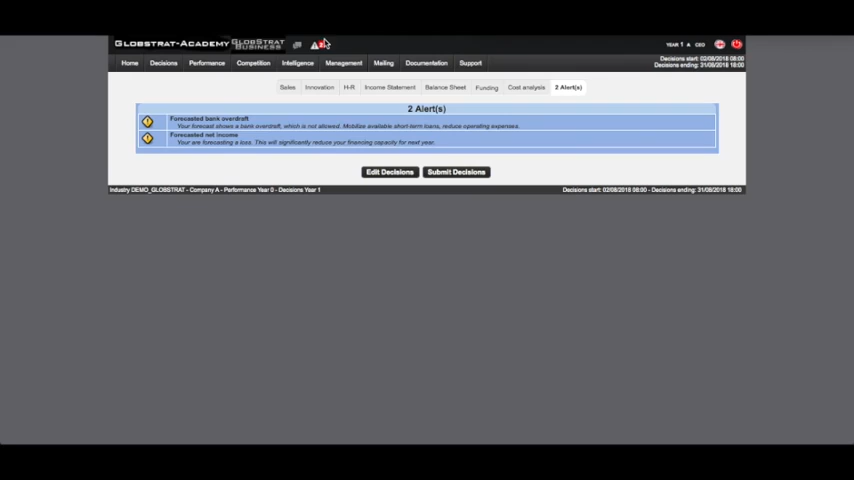 GLOBSTRAT-ACADEMY GLOBSTRAT BUSINESS
YEAR 1 A CEO
Home Decisions Performance Competition Intelligence Management Mailing Documentation Support
Decisions start: 02/08/2018 08:00
Decisions ending: 31/08/2018 18:00
Sales Innovation H-R Income Statement Balance Sheet Funding Cost analysis 2 Alert(s)
2 Alert(s)
Forecasted bank overdraft
Your forecast shows a bank overdraft, which is not allowed. Mobilize available short-term loans, reduce operating expenses.
Forecasted net income
Your are forecasting a loss. This will significantly reduce your financing capacity for next year.
Edit Decisions Submit Decisions
Industry DEMO_GLOBSTRAT - Company A - Performance Year 0 - Decisions Year 1
Decisions start: 02/08/2018 08:00 - Decisions ending: 31/08/2018 18:00